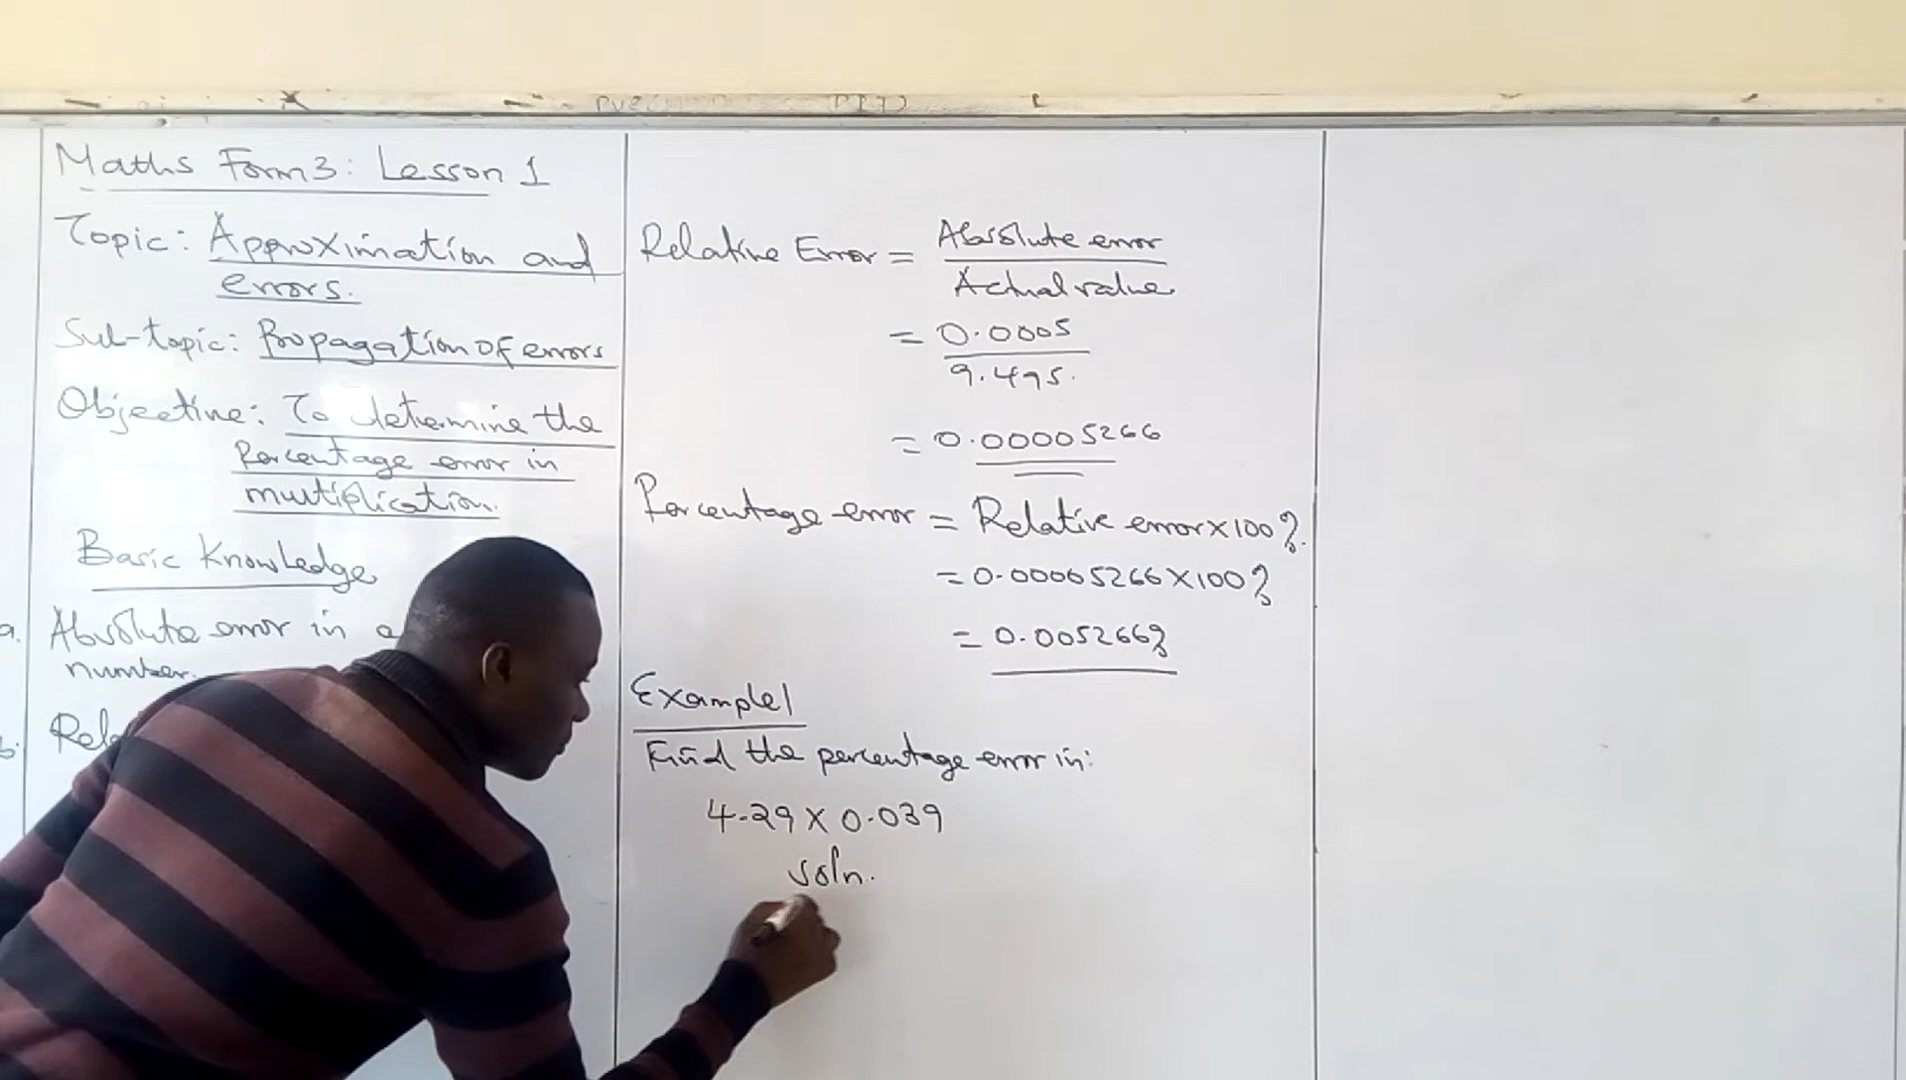 Maths Form 3: Lesson 1
Topic: Approximation and
errors.
Sub-topic: Propagation of errors
Objective: To determine the
Percentage error in
multiplication.
Basic Knowledge
a. Absolute error in a
number.
b. Rela
Relative Error = Absolute error
Actual value
= 0.0005
9.495.
= 0.00005266
Percentage error = Relative error x 100%.
= 0.00005266 x 100%
= 0.005266%
Example 1
Find the percentage error in:
4.29 x 0.039
Soln.